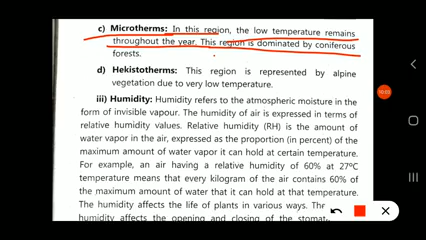 c) Microtherms: In this region, the low temperature remains
throughout the year. This region is dominated by coniferous
forests.
d) Hekistotherms: This region is represented by alpine
vegetation due to very low temperature.
iii) Humidity: Humidity refers to the atmospheric moisture in the
form of invisible vapour. The humidity of air is expressed in terms of
relative humidity values. Relative humidity (RH) is the amount of
water vapor in the air, expressed as the proportion (in percent) of the
maximum amount of water vapor it can hold at certain temperature.
For example, an air having a relative humidity of 60% at 27°C
temperature means that every kilogram of the air contains 60% of
the maximum amount of water that it can hold at that temperature.
The humidity affects the life of plants in various ways. The
humidity affects the opening and closing of the
10:03